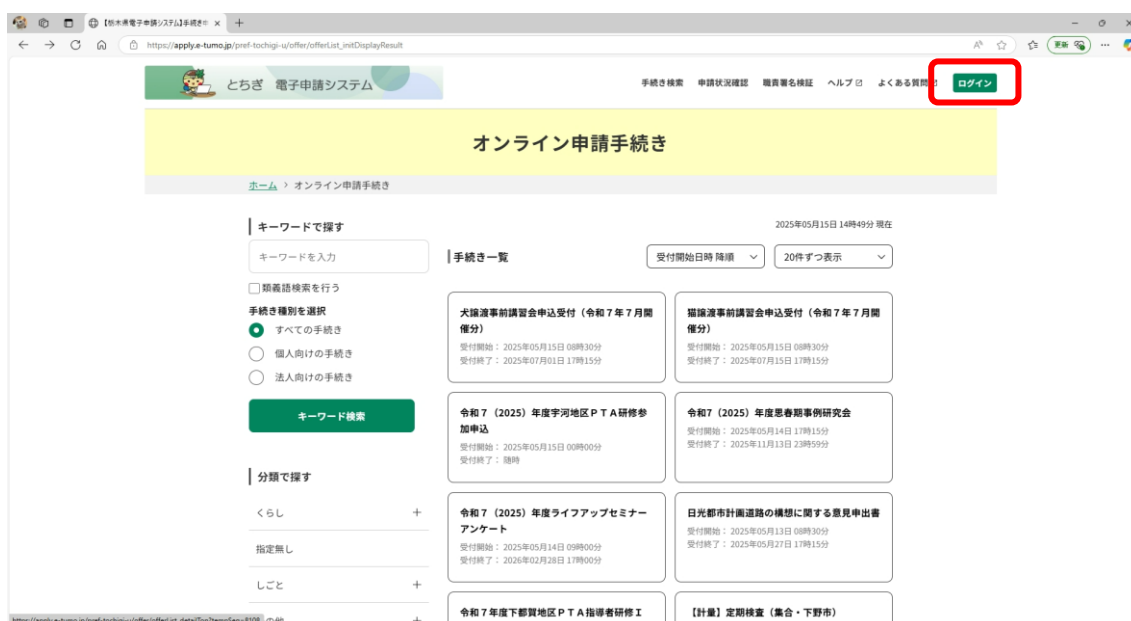 【栃木県電子申請システム】手続き
https://apply.e-tumo.jp/pref-tochigi-u/offer/offerList_initDisplayResult
更新
とちぎ 電子申請システム
手続き検索 申請状況確認 職責署名検証 ヘルプ よくある質問 ログイン
オンライン申請手続き
ホーム > オンライン申請手続き
2025年05月15日 14時49分 現在
キーワードで探す
キーワードを入力
類義語検索を行う
手続き種別を選択
すべての手続き
個人向けの手続き
法人向けの手続き
キーワード検索
分類で探す
くらし +
指定無し
しごと +
手続き一覧
受付開始日時 降順
20件ずつ表示
犬譲渡事前講習会申込受付（令和７年７月開
催分）
受付開始： 2025年05月15日 08時30分
受付終了： 2025年07月01日 17時15分
猫譲渡事前講習会申込受付（令和７年７月開
催分）
受付開始： 2025年05月15日 08時30分
受付終了： 2025年07月15日 17時15分
令和７（2025）年度宇河地区ＰＴＡ研修参
加申込
受付開始： 2025年05月15日 00時00分
受付終了： 随時
令和7（2025）年度思春期事例研究会
受付開始： 2025年05月14日 17時15分
受付終了： 2025年11月13日 23時59分
令和７（2025）年度ライフアップセミナー
アンケート
受付開始： 2025年05月14日 09時00分
受付終了： 2026年02月28日 17時00分
日光都市計画道路の構想に関する意見申出書
受付開始： 2025年05月13日 08時30分
受付終了： 2025年05月27日 17時15分
令和７年度下都賀地区ＰＴＡ指導者研修Ｉ
【計量】定期検査（集合・下野市）